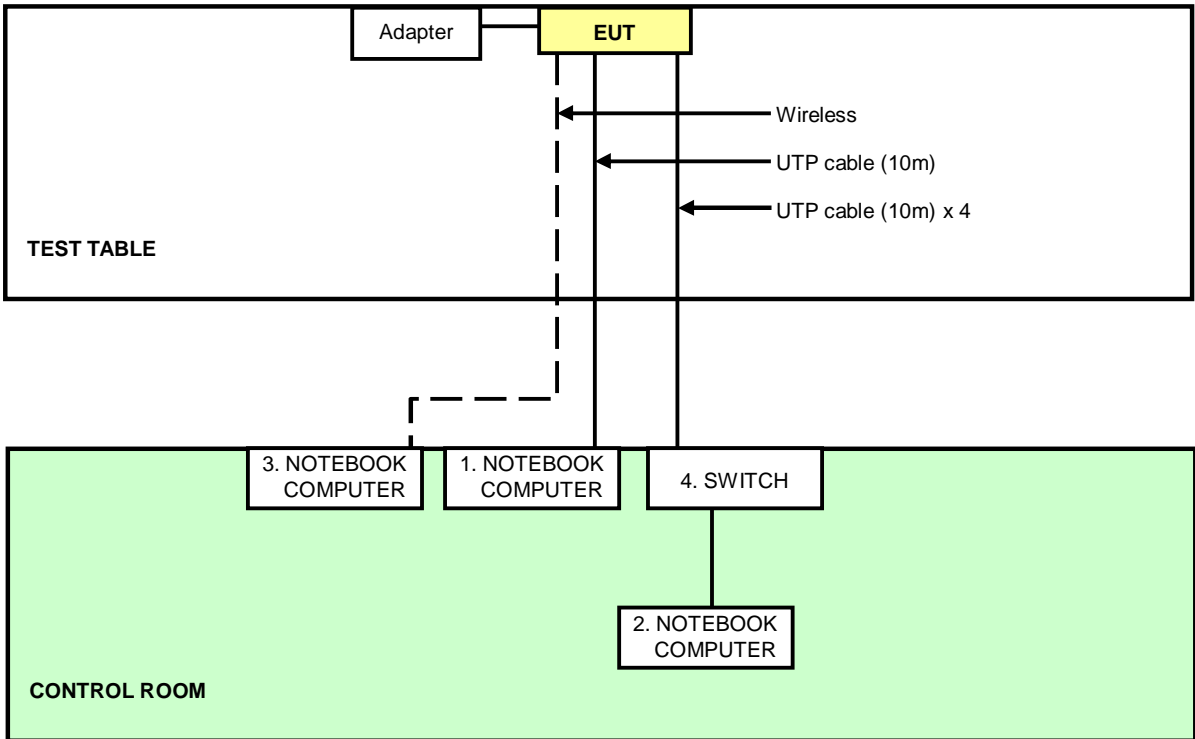 Adapter
EUT
Wireless
UTP cable (10m)
UTP cable (10m) x 4
TEST TABLE
3. NOTEBOOK
COMPUTER
1. NOTEBOOK
COMPUTER
4. SWITCH
2. NOTEBOOK
COMPUTER
CONTROL ROOM